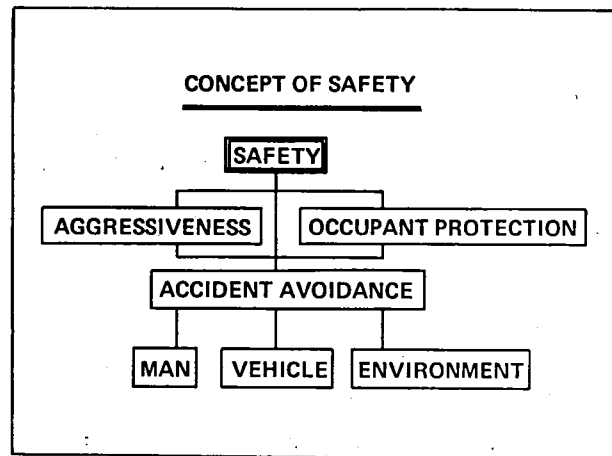 CONCEPT OF SAFETY
SAFETY
AGGRESSIVENESS OCCUPANT PROTECTION
ACCIDENT AVOIDANCE
MAN VEHICLE ENVIRONMENT